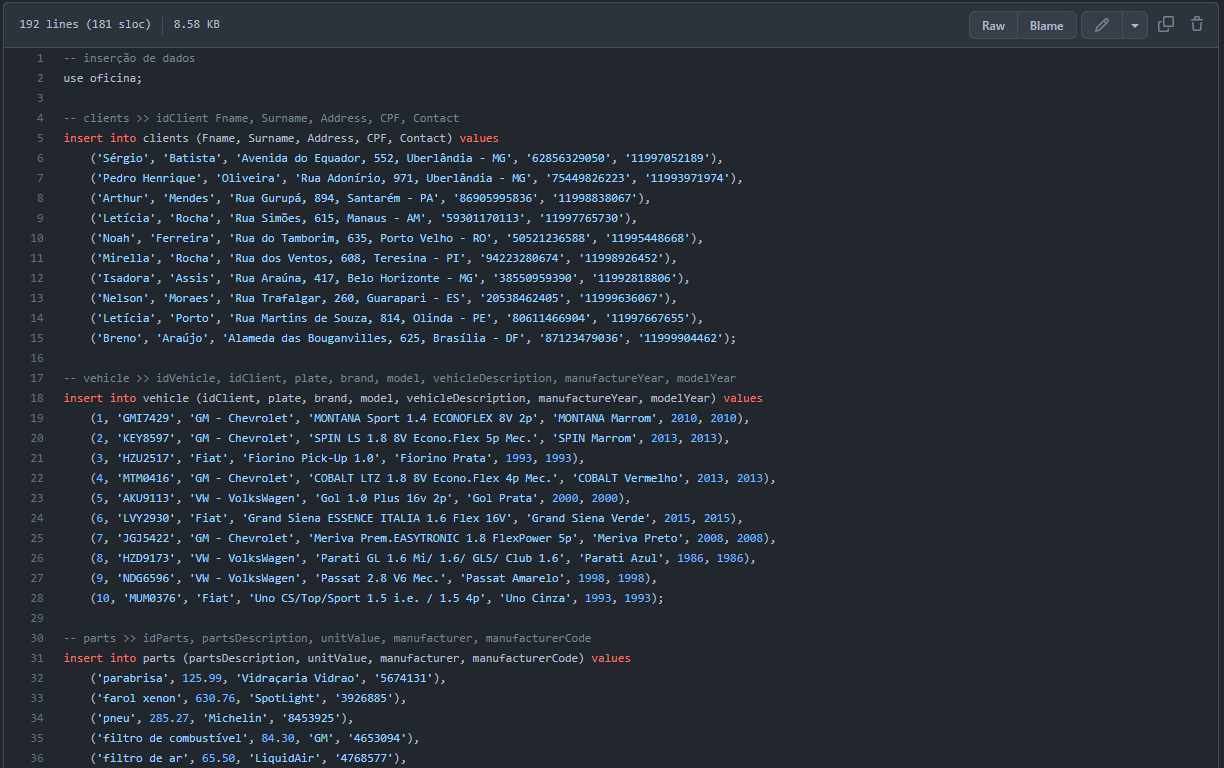 192 lines (181 sloc) 8.58 KB Raw Blame
1 -- inserção de dados
2 use oficina;
3
4 -- clients >> idClient Fname, Surname, Address, CPF, Contact
5 insert into clients (Fname, Surname, Address, CPF, Contact) values
6 ('Sérgio', 'Batista', 'Avenida do Equador, 552, Uberlândia - MG', '62856329050', '11997052189'),
7 ('Pedro Henrique', 'Oliveira', 'Rua Adonírio, 971, Uberlândia - MG', '75449826223', '11993971974'),
8 ('Arthur', 'Mendes', 'Rua Gurupá, 894, Santarém - PA', '86905995836', '11998838067'),
9 ('Letícia', 'Rocha', 'Rua Simões, 615, Manaus - AM', '59301170113', '11997765730'),
10 ('Noah', 'Ferreira', 'Rua do Tamborim, 635, Porto Velho - RO', '50521236588', '11995448668'),
11 ('Mirella', 'Rocha', 'Rua dos Ventos, 608, Teresina - PI', '94223280674', '11998926452'),
12 ('Isadora', 'Assis', 'Rua Araúna, 417, Belo Horizonte - MG', '38550959390', '11992818806'),
13 ('Nelson', 'Moraes', 'Rua Trafalgar, 260, Guarapari - ES', '20538462405', '11999636067'),
14 ('Letícia', 'Porto', 'Rua Martins de Souza, 814, Olinda - PE', '80611466904', '11997667655'),
15 ('Breno', 'Araújo', 'Alameda das Bouganvilles, 625, Brasília - DF', '87123479036', '11999904462');
16
17 -- vehicle >> idVehicle, idClient, plate, brand, model, vehicleDescription, manufactureYear, modelYear
18 insert into vehicle (idClient, plate, brand, model, vehicleDescription, manufactureYear, modelYear) values
19 (1, 'GMI7429', 'GM - Chevrolet', 'MONTANA Sport 1.4 ECONOFLEX 8V 2p', 'MONTANA Marrom', 2010, 2010),
20 (2, 'KEY8597', 'GM - Chevrolet', 'SPIN LS 1.8 8V Econo.Flex 5p Mec.', 'SPIN Marrom', 2013, 2013),
21 (3, 'HZU2517', 'Fiat', 'Fiorino Pick-Up 1.0', 'Fiorino Prata', 1993, 1993),
22 (4, 'MTM0416', 'GM - Chevrolet', 'COBALT LTZ 1.8 8V Econo.Flex 4p Mec.', 'COBALT Vermelho', 2013, 2013),
23 (5, 'AKU9113', 'VW - VolksWagen', 'Gol 1.0 Plus 16v 2p', 'Gol Prata', 2000, 2000),
24 (6, 'LVY2930', 'Fiat', 'Grand Siena ESSENCE ITALIA 1.6 Flex 16V', 'Grand Siena Verde', 2015, 2015),
25 (7, 'JGJ5422', 'GM - Chevrolet', 'Meriva Prem.EASYTRONIC 1.8 FlexPower 5p', 'Meriva Preto', 2008, 2008),
26 (8, 'HZD9173', 'VW - VolksWagen', 'Parati GL 1.6 Mi/ 1.6/ GLS/ Club 1.6', 'Parati Azul', 1986, 1986),
27 (9, 'NDG6596', 'VW - VolksWagen', 'Passat 2.8 V6 Mec.', 'Passat Amarelo', 1998, 1998),
28 (10, 'MUM0376', 'Fiat', 'Uno CS/Top/Sport 1.5 i.e. / 1.5 4p', 'Uno Cinza', 1993, 1993);
29
30 -- parts >> idParts, partsDescription, unitValue, manufacturer, manufacturerCode
31 insert into parts (partsDescription, unitValue, manufacturer, manufacturerCode) values
32 ('parabrisa', 125.99, 'Vidraçaria Vidrao', '5674131'),
33 ('farol xenon', 630.76, 'SpotLight', '3926885'),
34 ('pneu', 285.27, 'Michelin', '8453925'),
35 ('filtro de combustível', 84.30, 'GM', '4653094'),
36 ('filtro de ar', 65.50, 'LiquidAir', '4768577'),